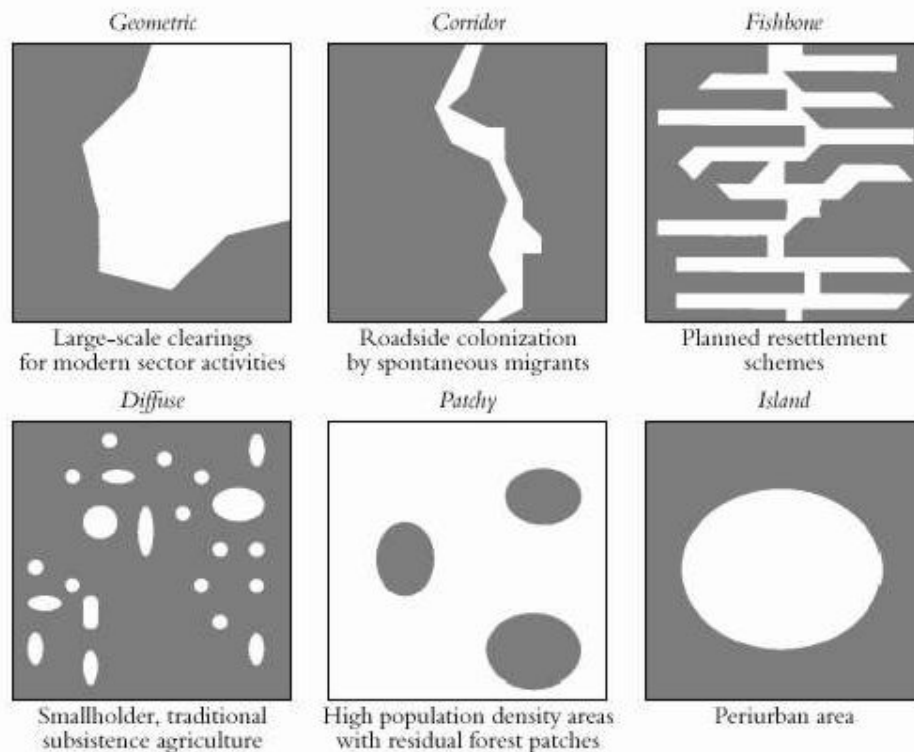 Geometric
Corridor
Fishbone
Large-scale clearings
for modern sector activities
Roadside colonization
by spontaneous migrants
Planned resettlement
schemes
Diffuse
Patchy
Island
Smallholder, traditional
subsistence agriculture
High population density areas
with residual forest patches
Periurban area